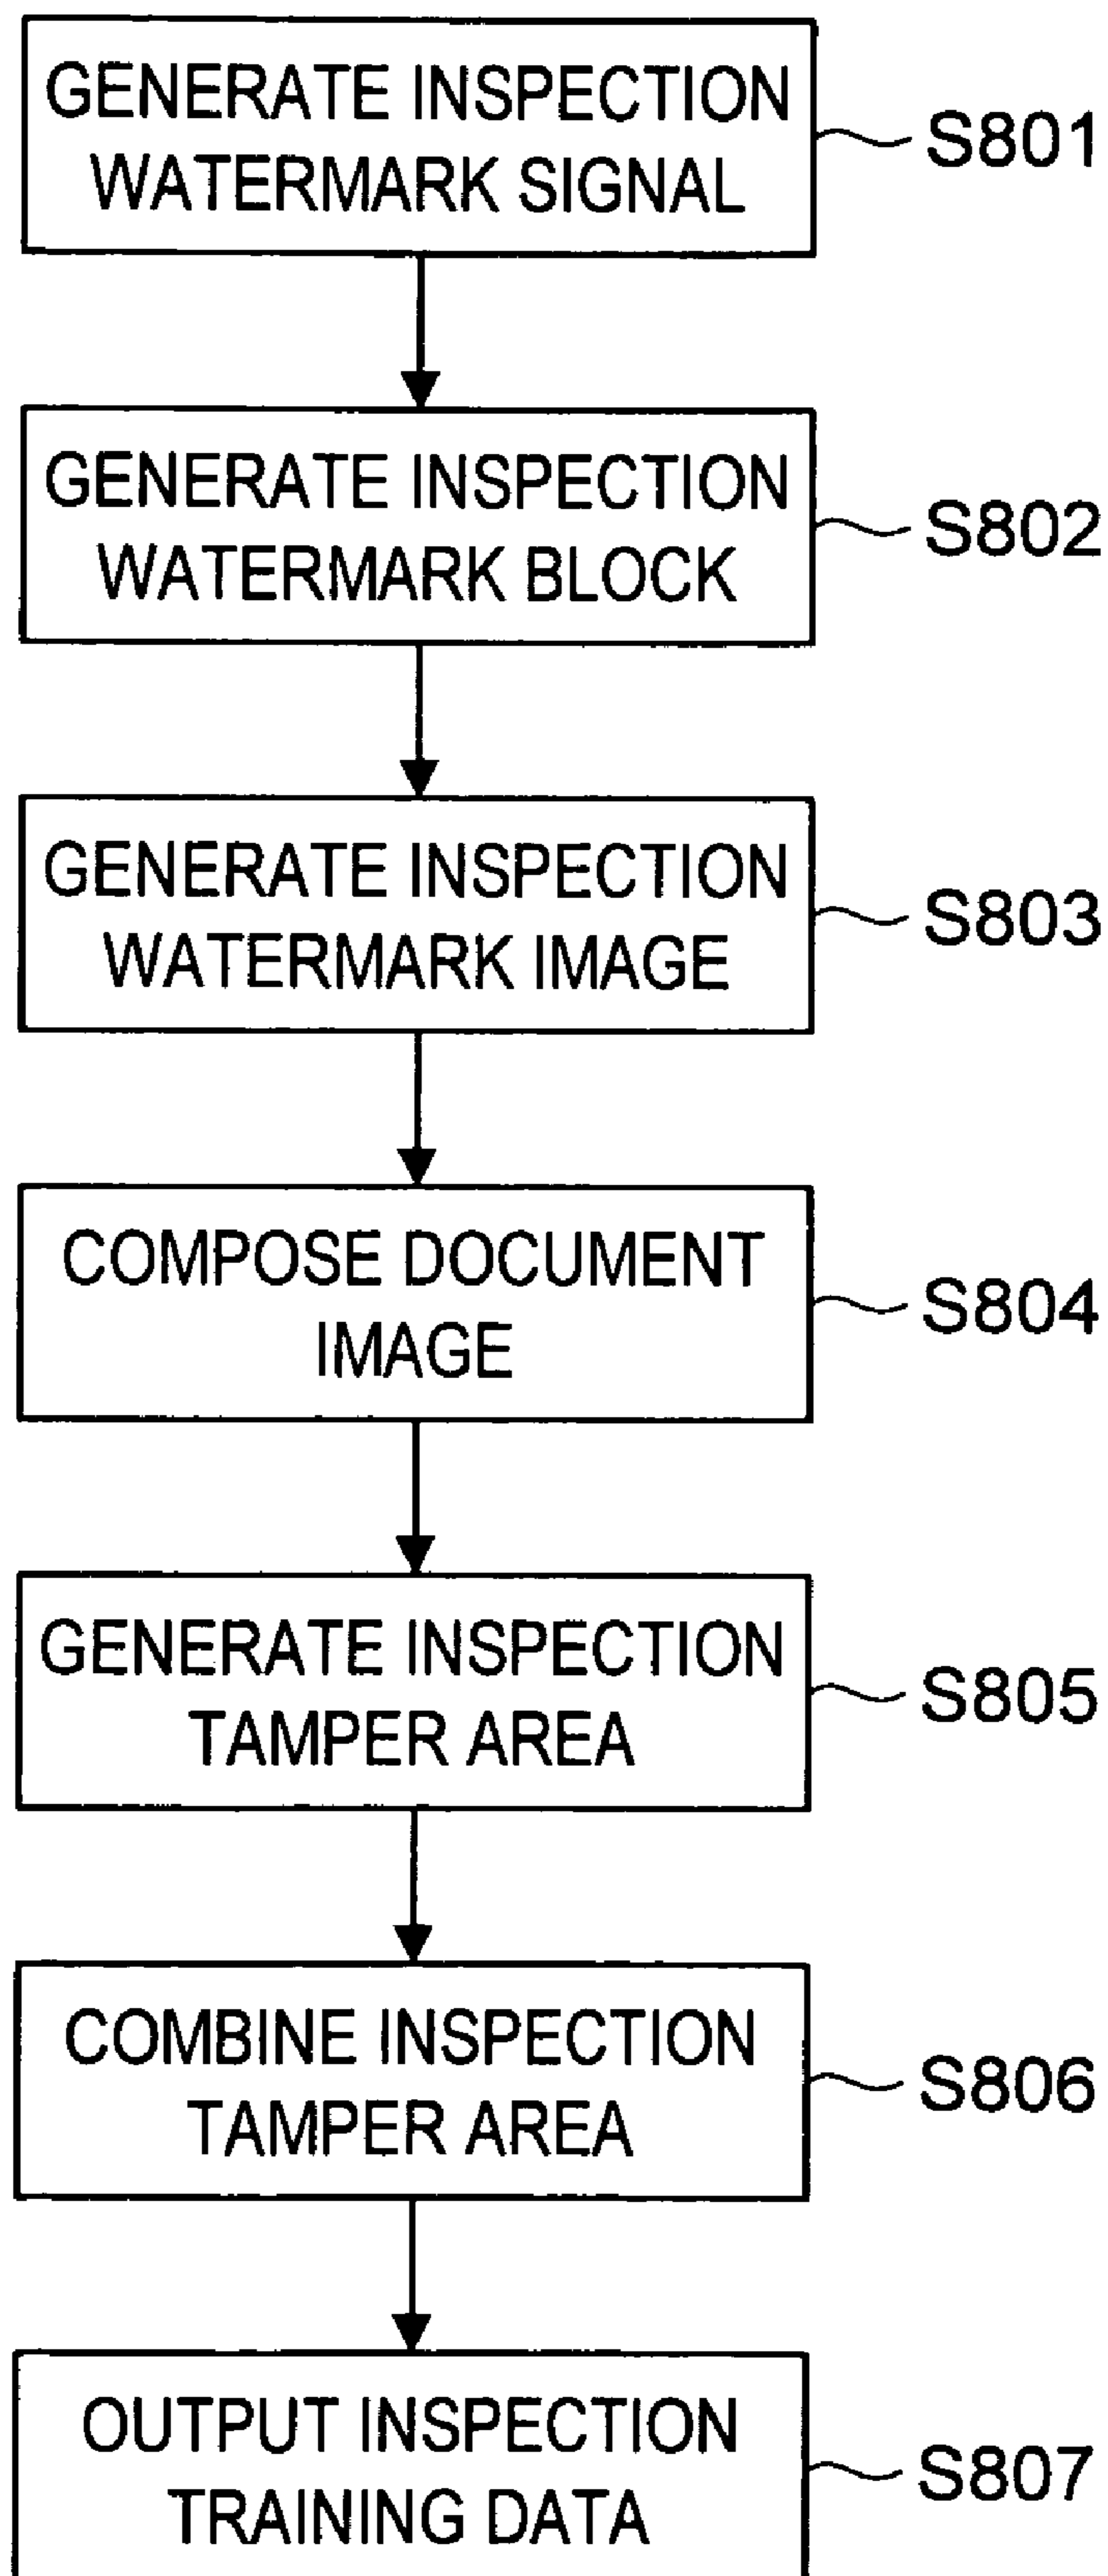 GENERATE INSPECTION
WATERMARK SIGNAL
S801
GENERATE INSPECTION
WATERMARK BLOCK
S802
GENERATE INSPECTION
WATERMARK IMAGE
S803
COMPOSE DOCUMENT
IMAGE
S804
GENERATE INSPECTION
TAMPER AREA
S805
COMBINE INSPECTION
TAMPER AREA
S806
OUTPUT INSPECTION
TRAINING DATA
S807